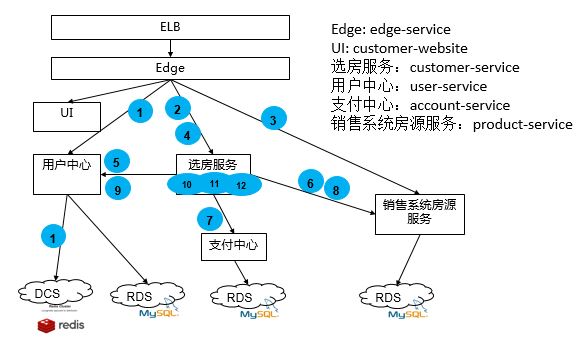 ELB
Edge
Edge: edge-service
UI: customer-website
选房服务：customer-service
用户中心：user-service
支付中心：account-service
销售系统房源服务：product-service
1
2
3
4
UI
用户中心
5
9
选房服务
10
11
12
6
8
销售系统房源
服务
7
支付中心
1
DCS
redis
RDS
MySQL
RDS
MySQL
RDS
MySQL